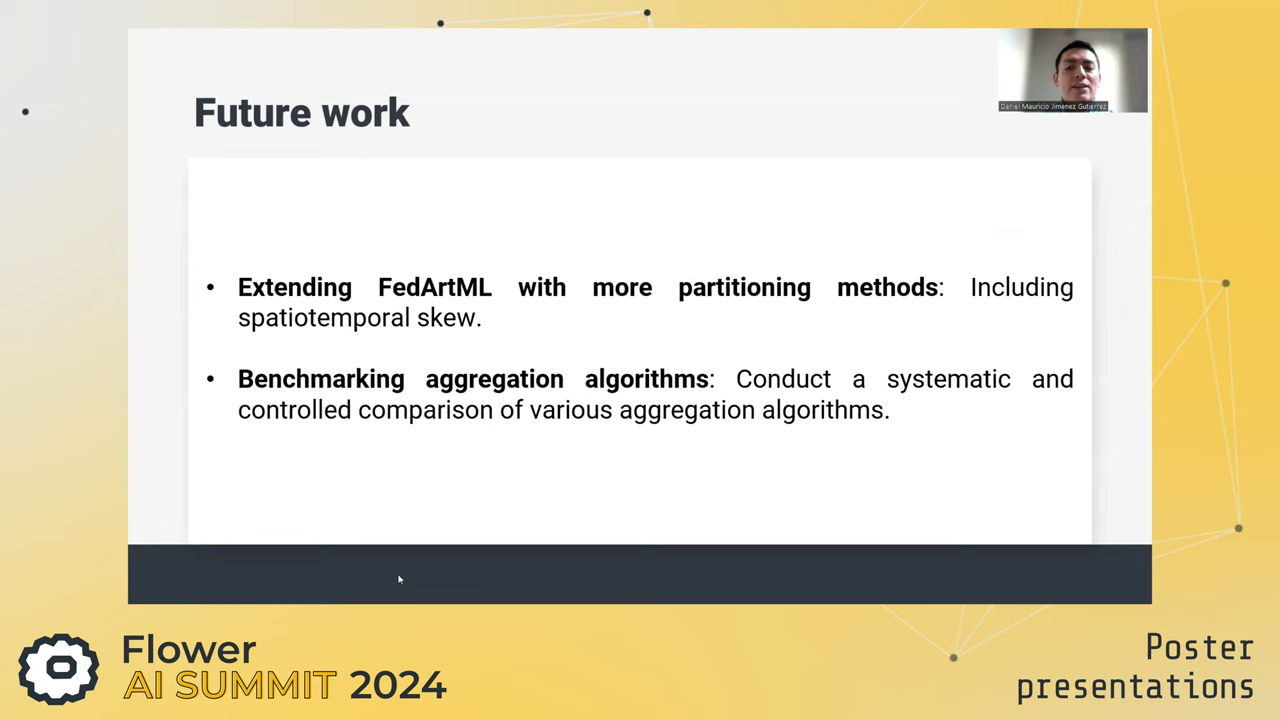 Future work
Daniel Mauricio Jimenez Gutierrez
• Extending FedArtML with more partitioning methods: Including
spatiotemporal skew.
• Benchmarking aggregation algorithms: Conduct a systematic and
controlled comparison of various aggregation algorithms.
Flower
AI SUMMIT 2024
Poster
presentations